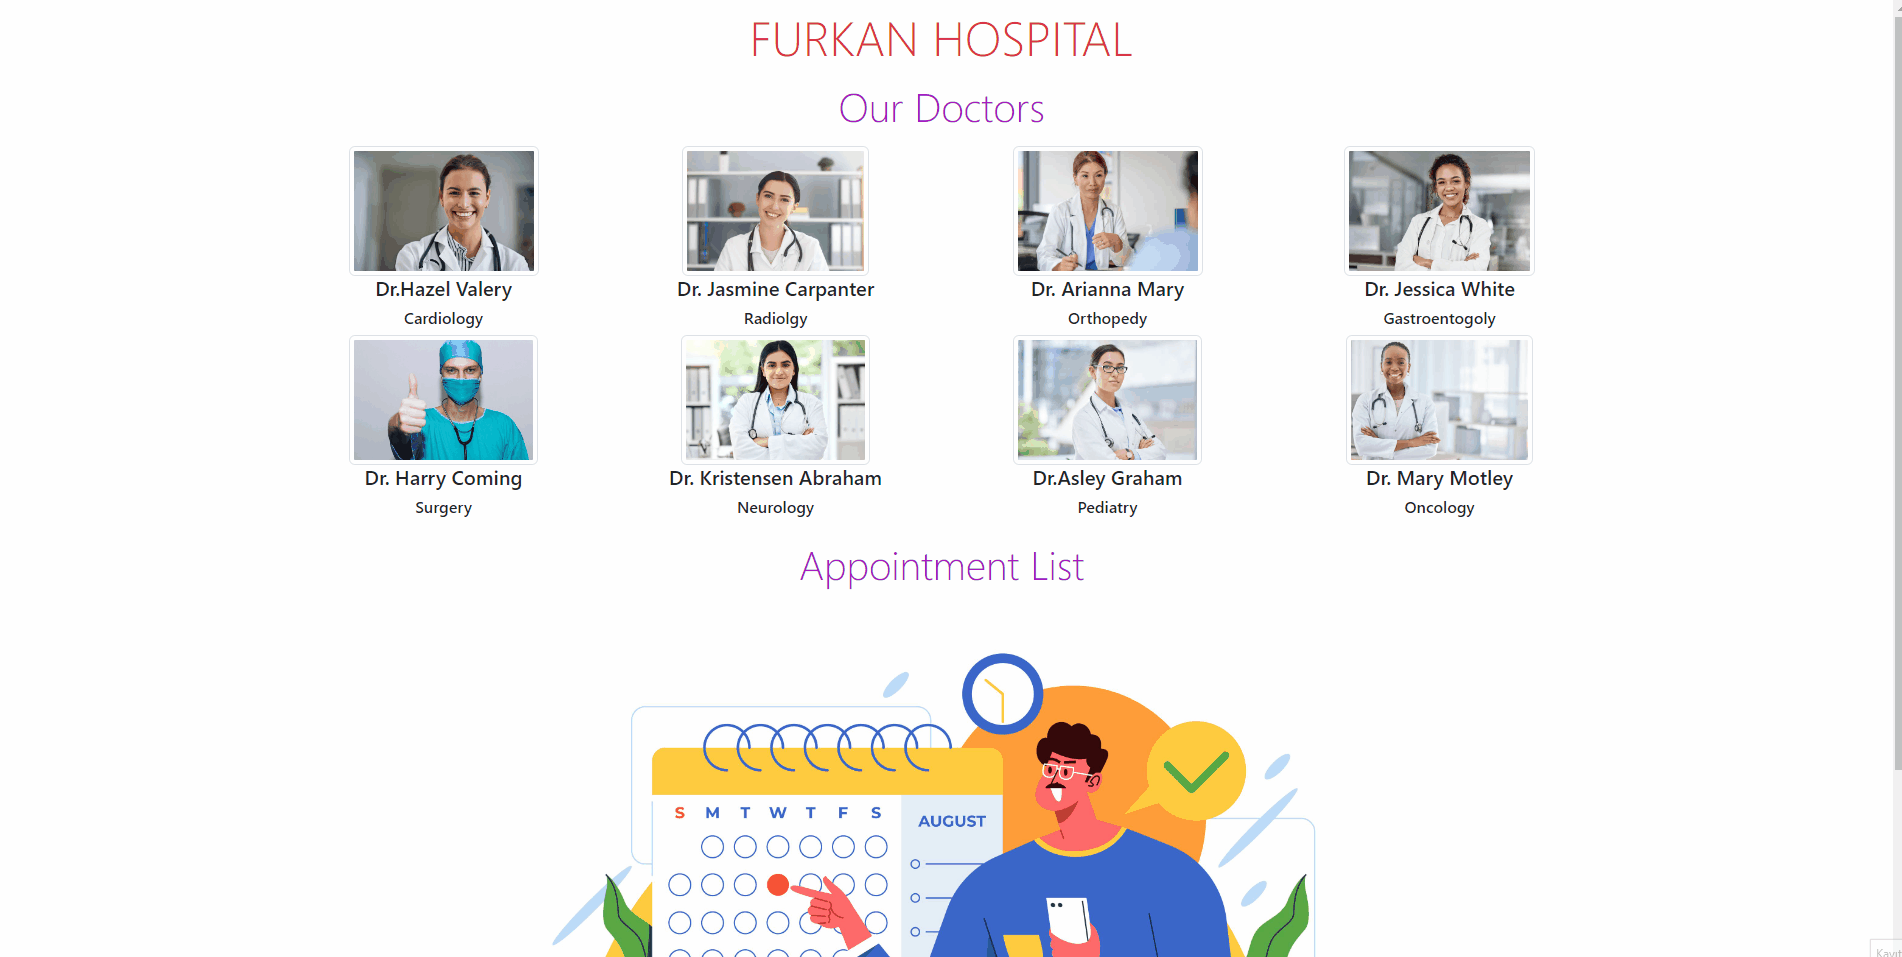 FURKAN HOSPITAL
Our Doctors
Dr.Hazel Valery
Dr. Jasmine Carpanter
Dr. Arianna Mary
Dr. Jessica White
Cardiology
Radiolgy
Orthopedy
Gastroentogoly
Dr. Harry Coming
Dr. Kristensen Abraham
Dr.Asley Graham
Dr. Mary Motley
Surgery
Neurology
Pediatry
Oncology
Appointment List
S M T W T F S
AUGUST